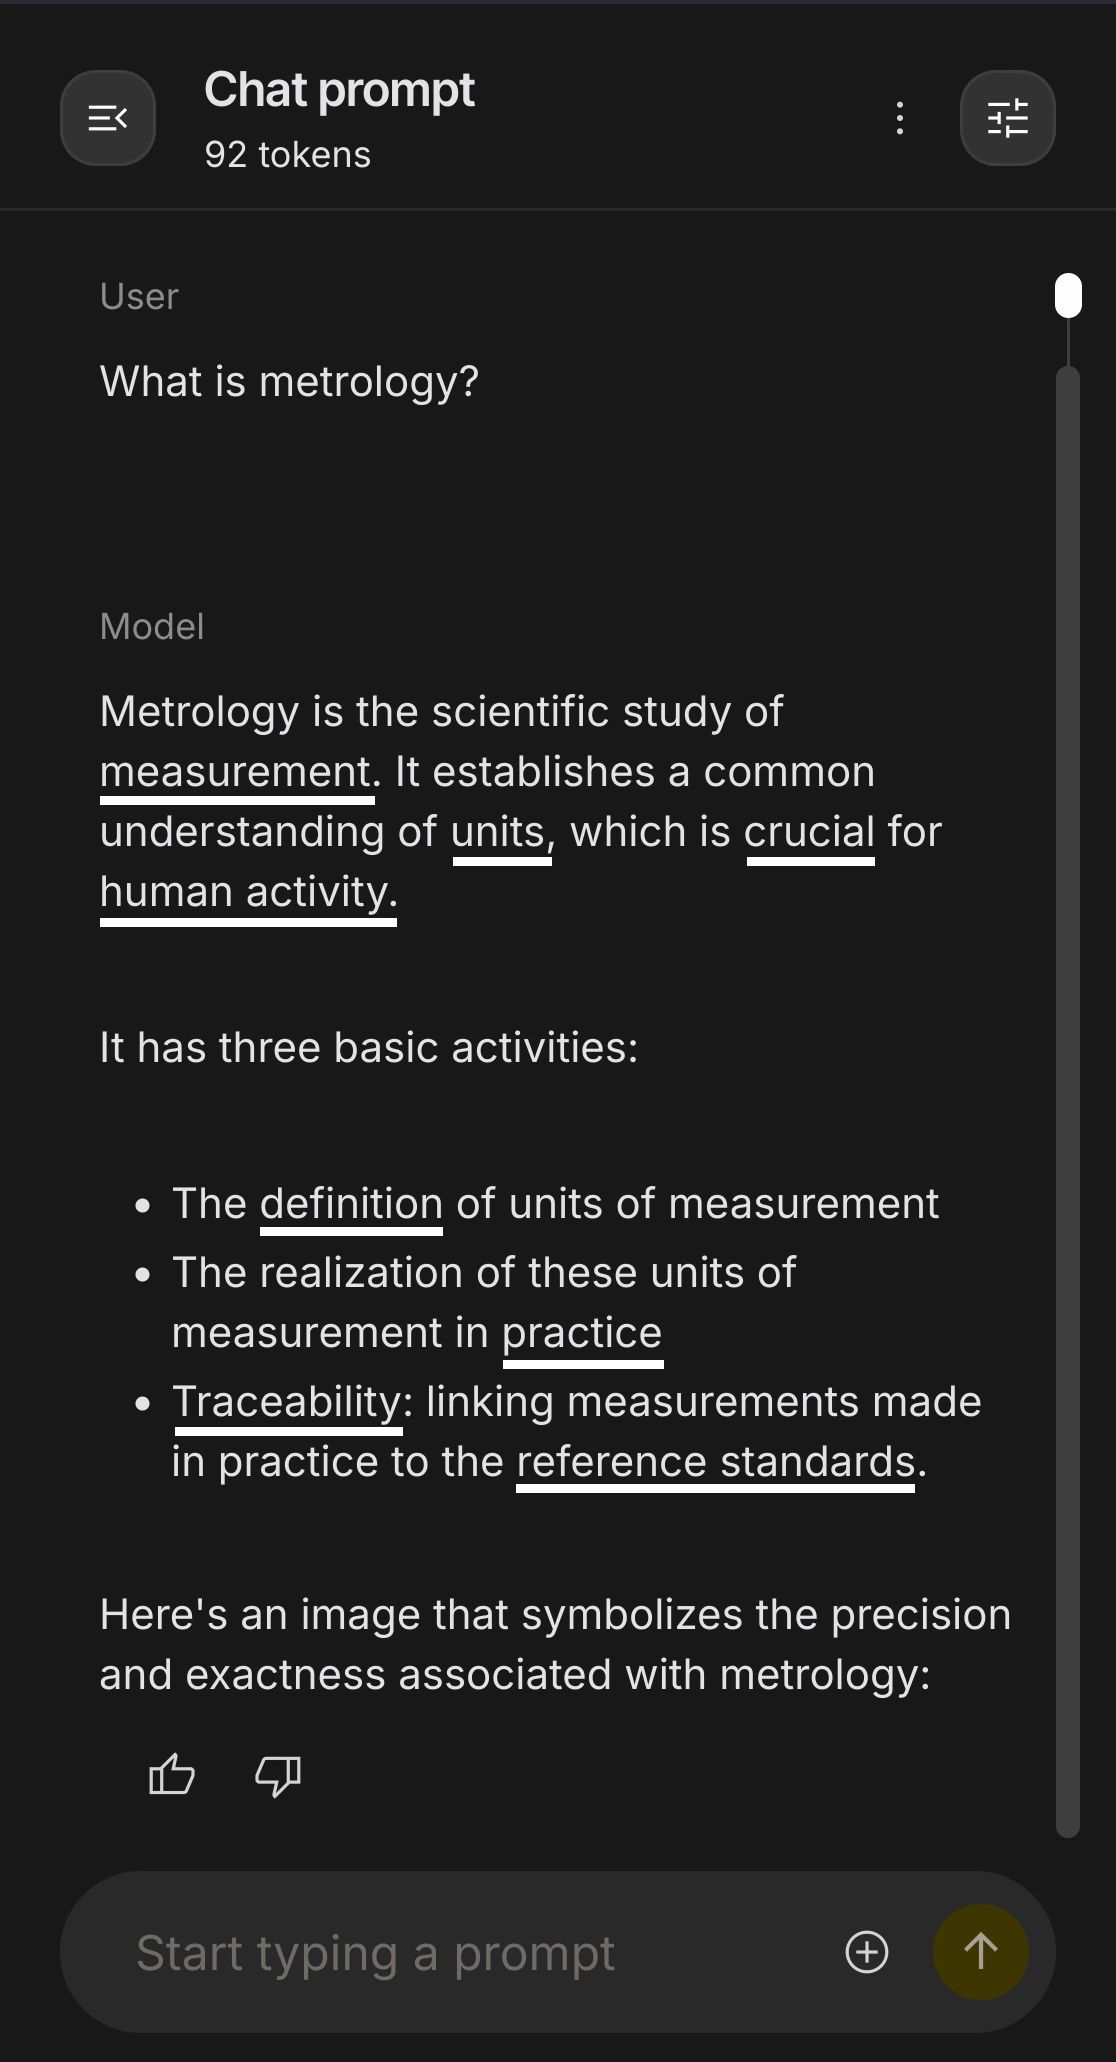 Chat prompt
92 tokens
User
What is metrology?
Model
Metrology is the scientific study of
measurement. It establishes a common
understanding of units, which is crucial for
human activity.
It has three basic activities:
• The definition of units of measurement
• The realization of these units of
measurement in practice
• Traceability: linking measurements made
in practice to the reference standards.
Here's an image that symbolizes the precision
and exactness associated with metrology:
Start typing a prompt